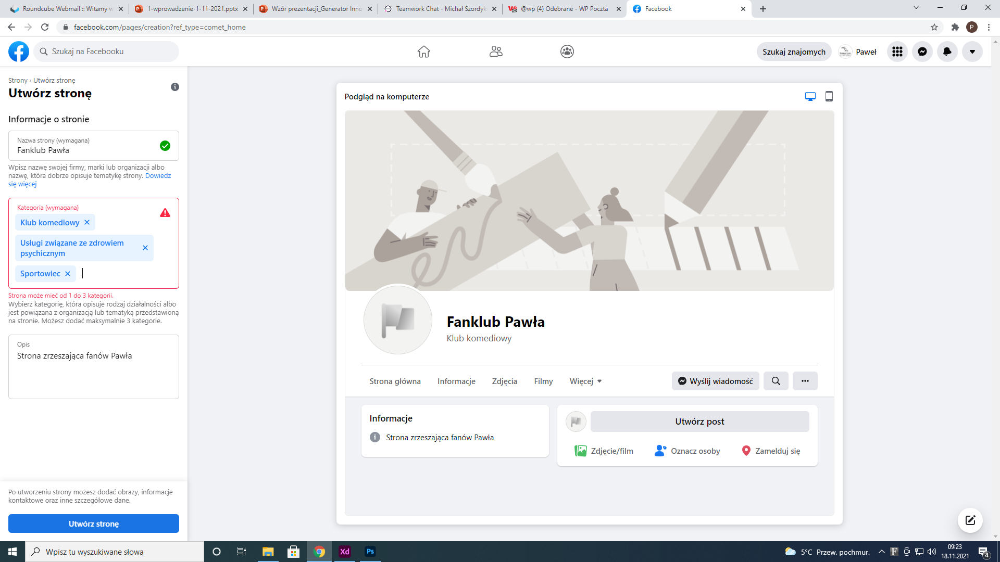 Roundcube Webmail :: Witamy w
1-wprowadzenie-1-11-2021.pptx
Wzór prezentacji_Generator Inno
Teamwork Chat - Michał Szordyk
@wp (4) Odebrane - WP Poczta
Facebook
facebook.com/pages/creation?ref_type=comet_home
P
Szukaj na Facebooku
Szukaj znajomych
Paweł
Strony › Utwórz stronę
Utwórz stronę
Informacje o stronie
Nazwa strony (wymagana)
Fanklub Pawła
Wpisz nazwę swojej firmy, marki lub organizacji albo
nazwę, która dobrze opisuje tematykę strony. Dowiedz
się więcej
Kategoria (wymagana)
Klub komediowy
Usługi związane ze zdrowiem
psychicznym
Sportowiec
Strona może mieć od 1 do 3 kategorii.
Wybierz kategorię, która opisuje rodzaj działalności albo
jest powiązana z organizacją lub tematyką przedstawioną
na stronie. Możesz dodać maksymalnie 3 kategorie.
Opis
Strona zrzeszająca fanów Pawła
Po utworzeniu strony możesz dodać obrazy, informacje
kontaktowe oraz inne szczegółowe dane.
Utwórz stronę
Podgląd na komputerze
Fanklub Pawła
Klub komediowy
Strona główna
Informacje
Zdjęcia
Filmy
Więcej
Wyślij wiadomość
Informacje
Strona zrzeszająca fanów Pawła
Utwórz post
Zdjęcie/film
Oznacz osoby
Zamelduj się
Wpisz tu wyszukiwane słowa
Xd
Ps
5°C Przew. pochmur.
09:23
18.11.2021
4